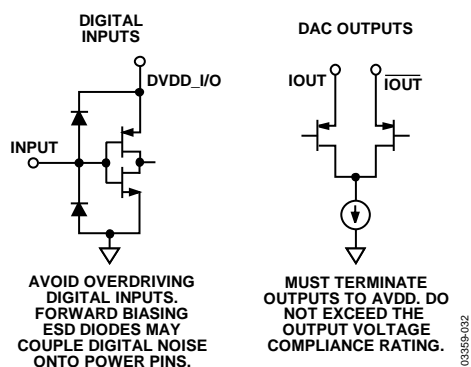 DIGITAL
INPUTS
DVDD_I/O
INPUT
AVOID OVERDRIVING
DIGITAL INPUTS.
FORWARD BIASING
ESD DIODES MAY
COUPLE DIGITAL NOISE
ONTO POWER PINS.
DAC OUTPUTS
IOUT
IOUT
MUST TERMINATE
OUTPUTS TO AVDD. DO
NOT EXCEED THE
OUTPUT VOLTAGE
COMPLIANCE RATING.
03359-032